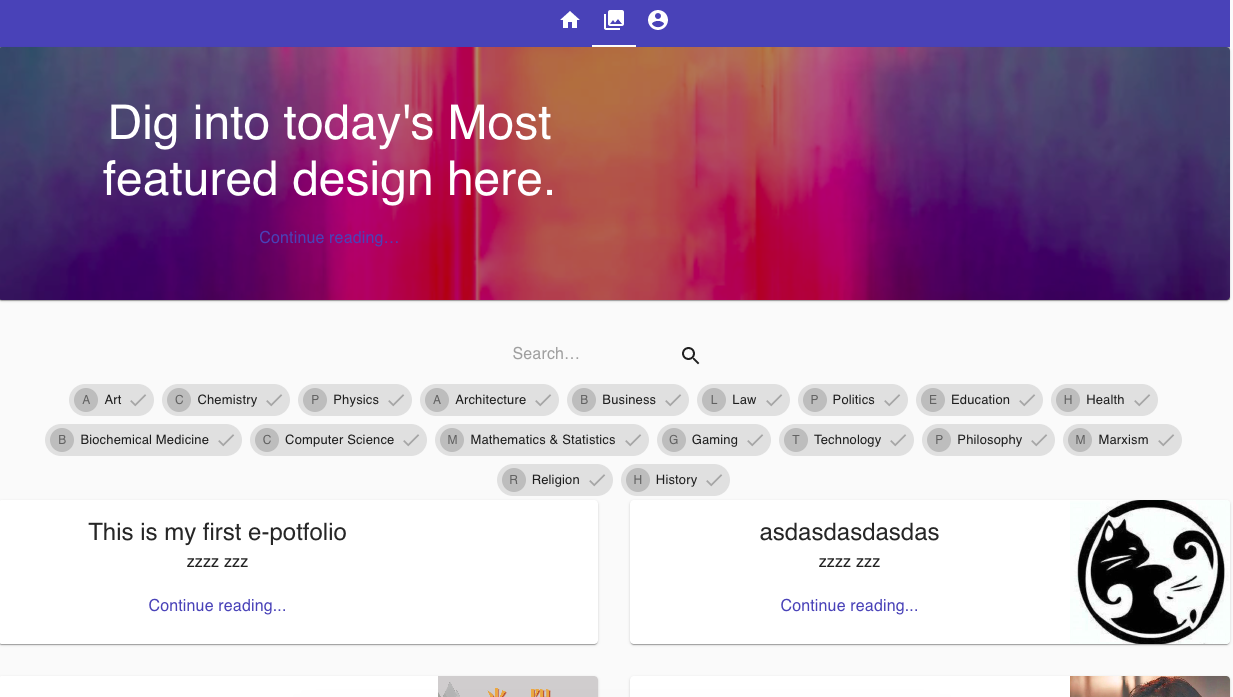 Dig into today's Most
featured design here.
Continue reading...
Search…
A Art C Chemistry P Physics A Architecture B Business L Law P Politics E Education H Health
B Biochemical Medicine C Computer Science M Mathematics & Statistics G Gaming T Technology P Philosophy M Marxism
R Religion H History
This is my first e-potfolio
zzzz zzz
Continue reading...
asdasdasdasdas
zzzz zzz
Continue reading...